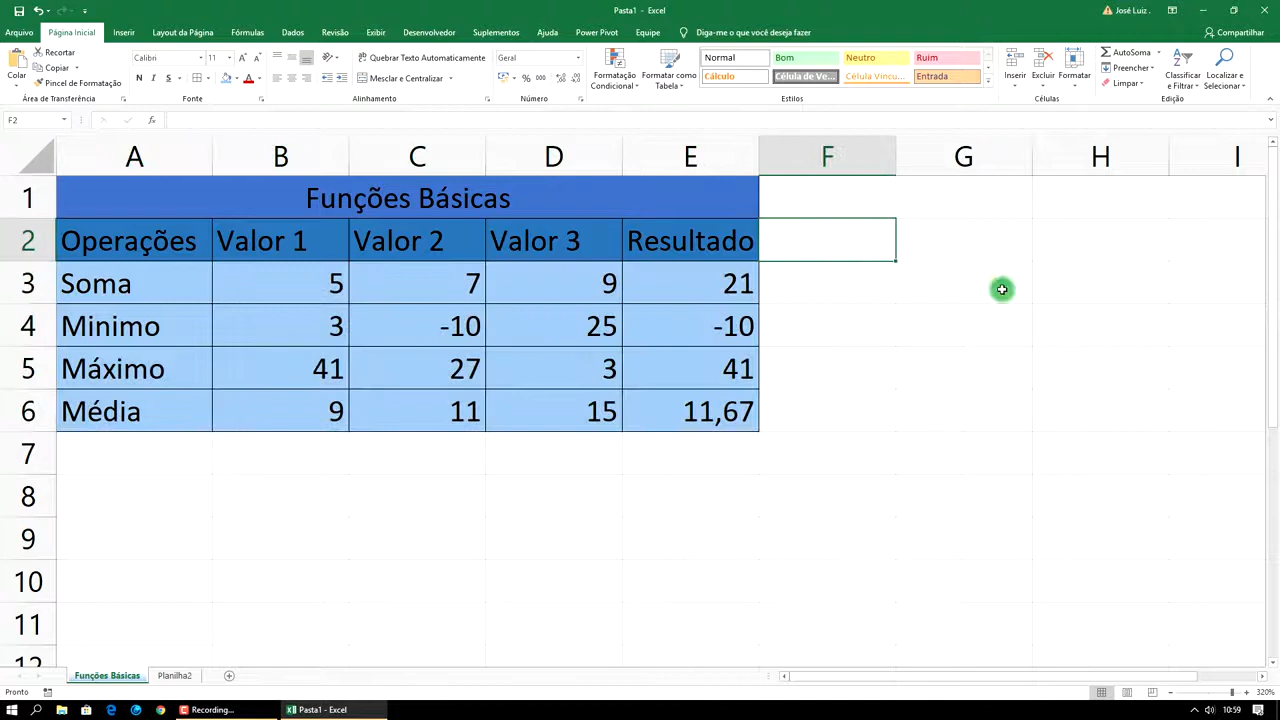 Pasta1 - Excel
José Luiz .
Arquivo Página Inicial Inserir Layout da Página Fórmulas Dados Revisão Exibir Desenvolvedor Suplementos Ajuda Power Pivot Equipe Diga-me o que você deseja fazer Compartilhar
Colar
Recortar
Copiar
Pincel de Formatação
Área de Transferência
Calibri 11
N I S
Fonte
Quebrar Texto Automaticamente
Mesclar e Centralizar
Alinhamento
Geral
% 000
Número
Formatação Condicional
Formatar como Tabela
Normal Bom Neutro Ruim
Cálculo Célula de Ve... Célula Vincu... Entrada
Estilos
Inserir Excluir Formatar
Células
AutoSoma
Preencher
Limpar
Classificar e Filtrar
Localizar e Selecionar
Edição
F2 fx
A B C D E F G H I
1 Funções Básicas
2 Operações Valor 1 Valor 2 Valor 3 Resultado
3 Soma 5 7 9 21
4 Minimo 3 -10 25 -10
5 Máximo 41 27 3 41
6 Média 9 11 15 11,67
7
8
9
10
11
12
Funções Básicas Planilha2
Pronto 320%
Recording... Pasta1 - Excel 10:59